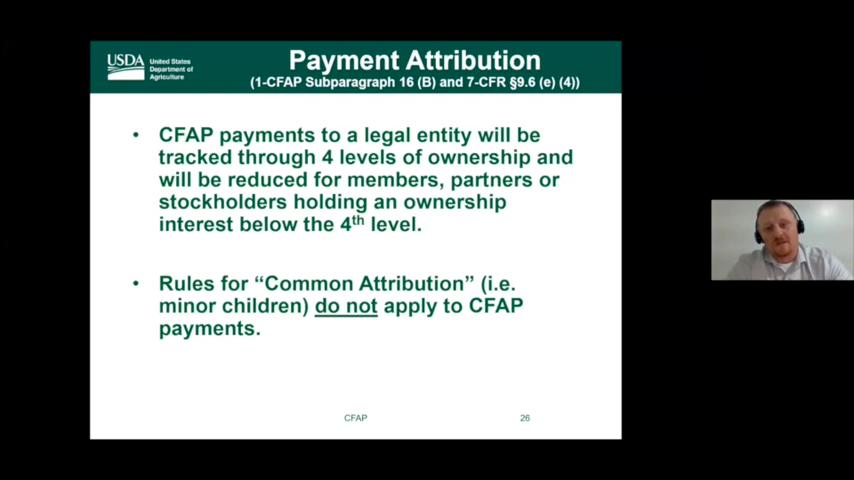 USDA United States
Department of
Agriculture
Payment Attribution
(1-CFAP Subparagraph 16 (B) and 7-CFR §9.6 (e) (4))
• CFAP payments to a legal entity will be
tracked through 4 levels of ownership and
will be reduced for members, partners or
stockholders holding an ownership
interest below the 4th level.
• Rules for “Common Attribution” (i.e.
minor children) do not apply to CFAP
payments.
CFAP 26